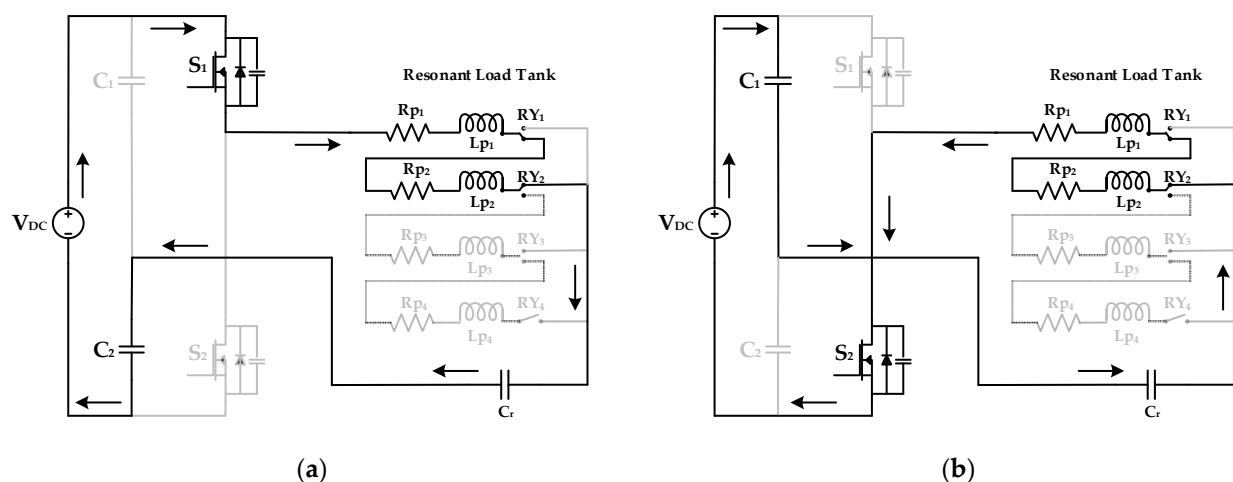 S1
C1
Resonant Load Tank
Rp1
RY1
Lp1
Rp2
RY2
Lp2
VDC
Rp3
RY3
Lp3
Rp4
RY4
Lp4
C2
S2
Cr
(a)
C1
S1
Resonant Load Tank
Rp1
RY1
Lp1
Rp2
RY2
Lp2
VDC
Rp3
RY3
Lp3
Rp4
RY4
Lp4
C2
S2
Cr
(b)